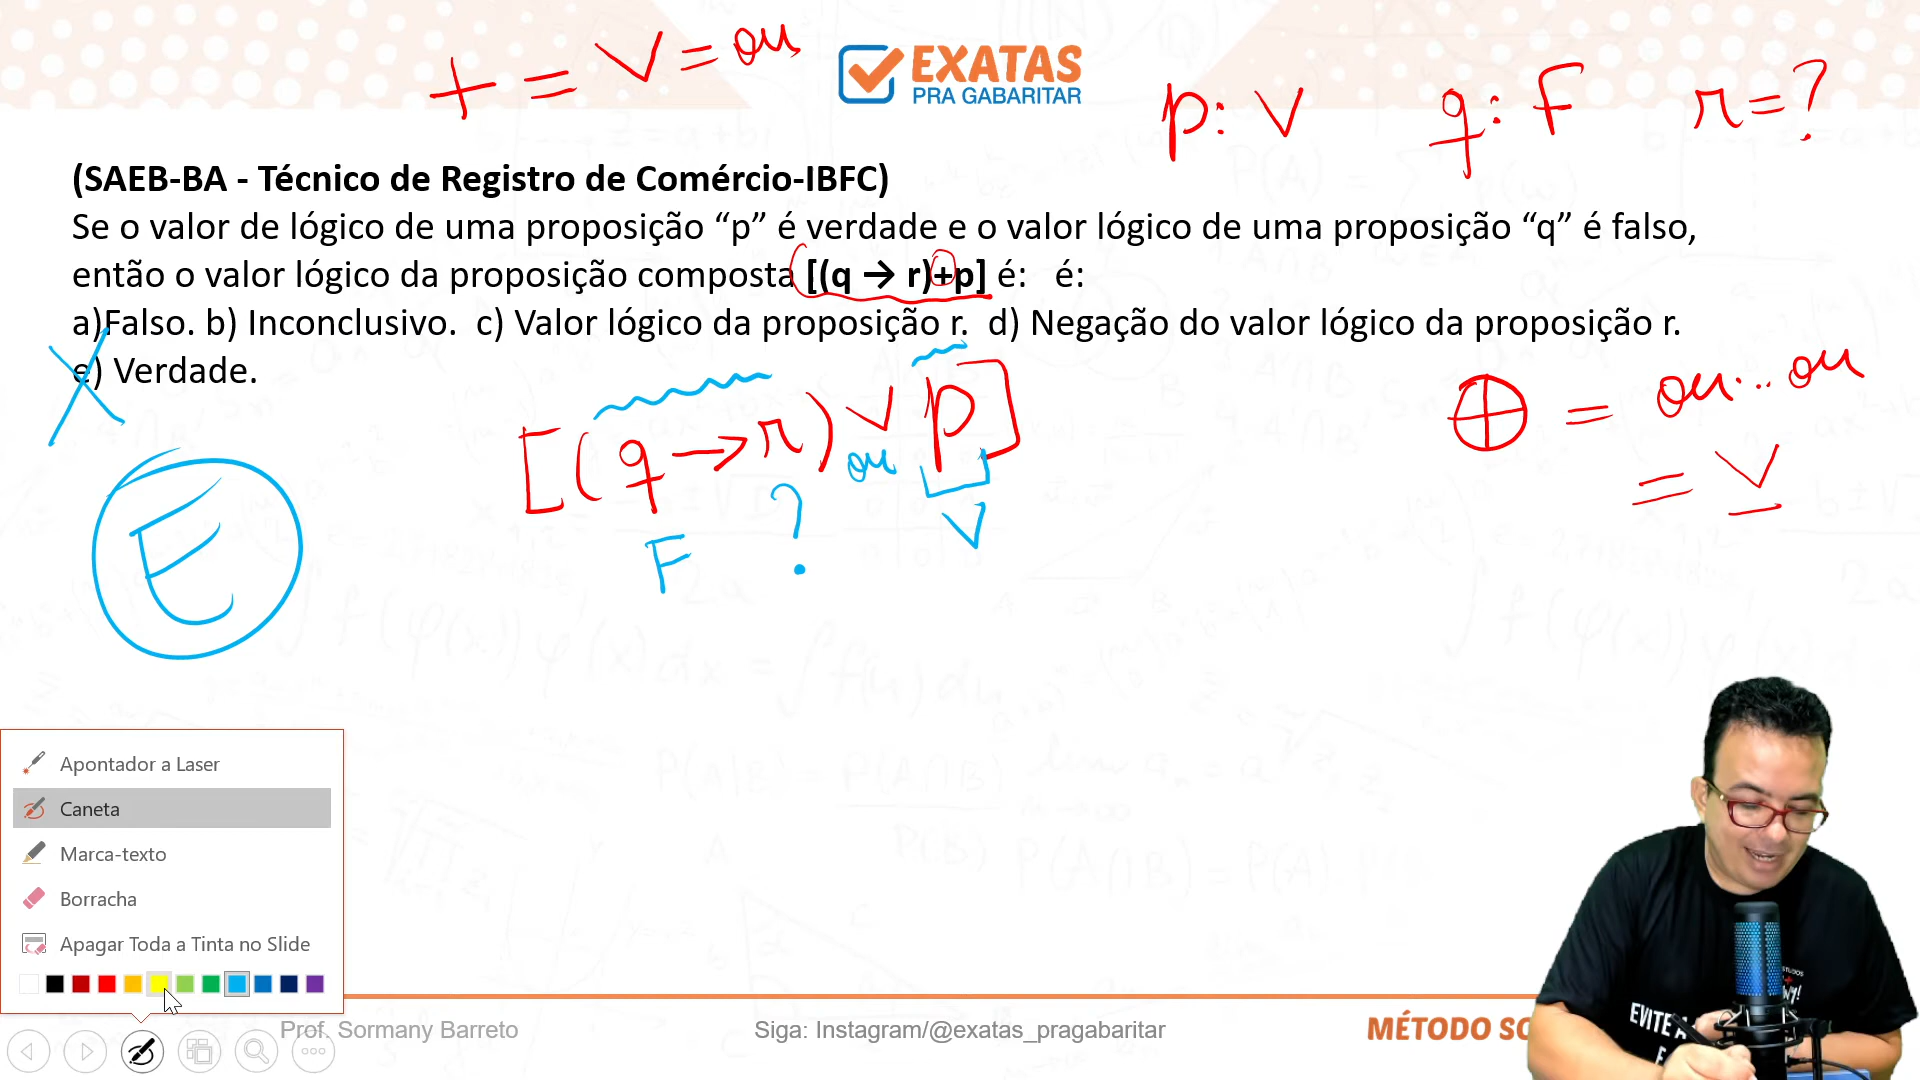 + = V = ou
EXATAS
PRA GABARITAR
p: V q: F r = ?
(SAEB-BA - Técnico de Registro de Comércio-IBFC)
Se o valor de lógico de uma proposição “p” é verdade e o valor lógico de uma proposição “q” é falso,
então o valor lógico da proposição composta [(q → r)+p] é: é:
a)Falso. b) Inconclusivo. c) Valor lógico da proposição r. d) Negação do valor lógico da proposição r.
e) Verdade.
[(q → r) V p]
ou
F ? V
⊕ = ou...ou
= V
E
Apontador a Laser
Caneta
Marca-texto
Borracha
Apagar Toda a Tinta no Slide
Prof. Sormany Barreto
Siga: Instagram/@exatas_pragabaritar
MÉTODO
EVITE A
E